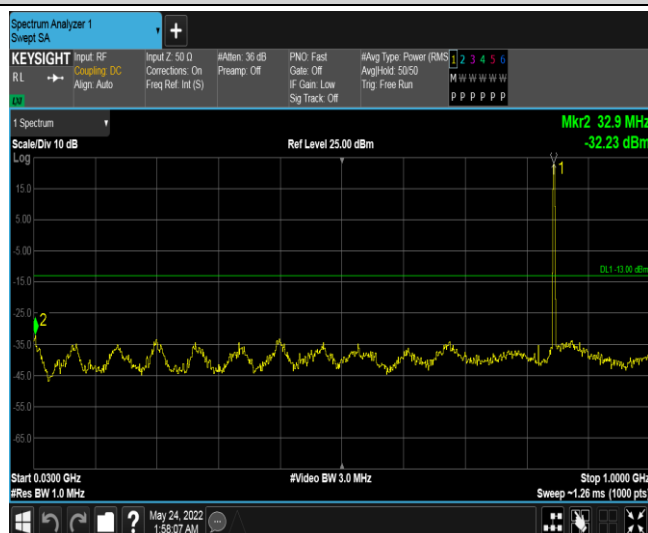 Spectrum Analyzer 1
Swept SA
+
KEYSIGHT Input: RF
RL Coupling: DC
Align: Auto
Input Z: 50 Ω
Corrections: On
Freq Ref: Int (S)
#Atten: 36 dB
Preamp: Off
PNO: Fast
Gate: Off
IF Gain: Low
Sig Track: Off
#Avg Type: Power (RMS
Avg|Hold: 50/50
Trig: Free Run
1 2 3 4 5 6
M W W W W W
P P P P P P
1 Spectrum
Mkr2 32.9 MHz
Scale/Div 10 dB
Ref Level 25.00 dBm
-32.23 dBm
Log
1
15.0
5.00
-5.00
DL1 -13.00 dBm
-15.0
-25.0
2
-35.0
-45.0
-55.0
-65.0
Start 0.0300 GHz
#Video BW 3.0 MHz
Stop 1.0000 GHz
#Res BW 1.0 MHz
Sweep ~1.26 ms (1000 pts)
?
May 24, 2022
1:58:07 AM